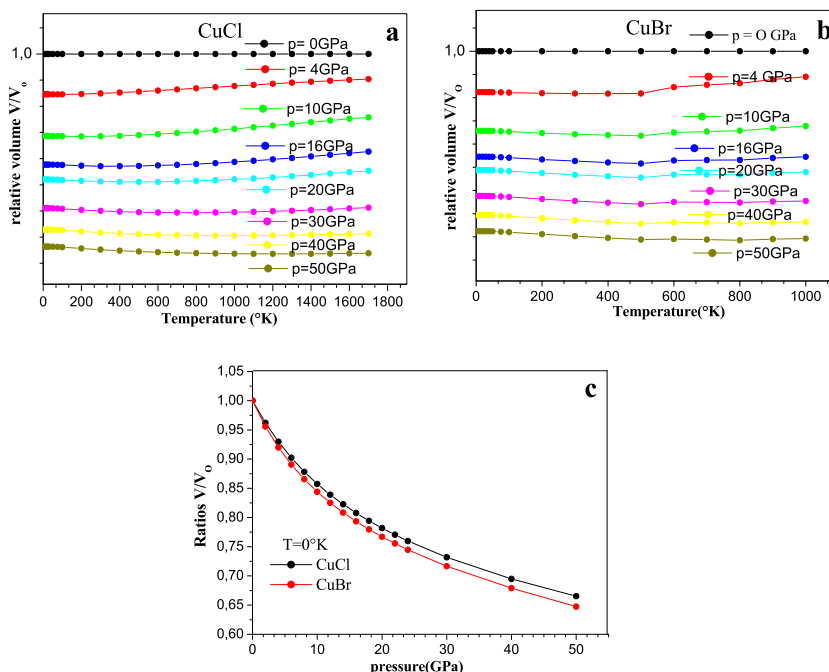 CuCl
a
p= 0GPa
1,0
p= 4GPa
p=10GPa
p=16GPa
p=20GPa
p=30GPa
p=40GPa
p=50GPa
relative volume V/Vo
0 200 400 600 800 1000 1200 1400 1600 1800
Temperature (°K)
CuBr
b
p = O GPa
1,0
p=4 GPa
p=10GPa
p=16GPa
p=20GPa
p=30GPa
p=40GPa
p=50GPa
relative volume V/Vo
0 200 400 600 800 1000
Temperature(°K)
c
1,05
1,00
0,95
0,90
0,85
0,80
0,75
0,70
0,65
0,60
Ratios V/VO
T=0°K
CuCl
CuBr
0 10 20 30 40 50 60
pressure(GPa)